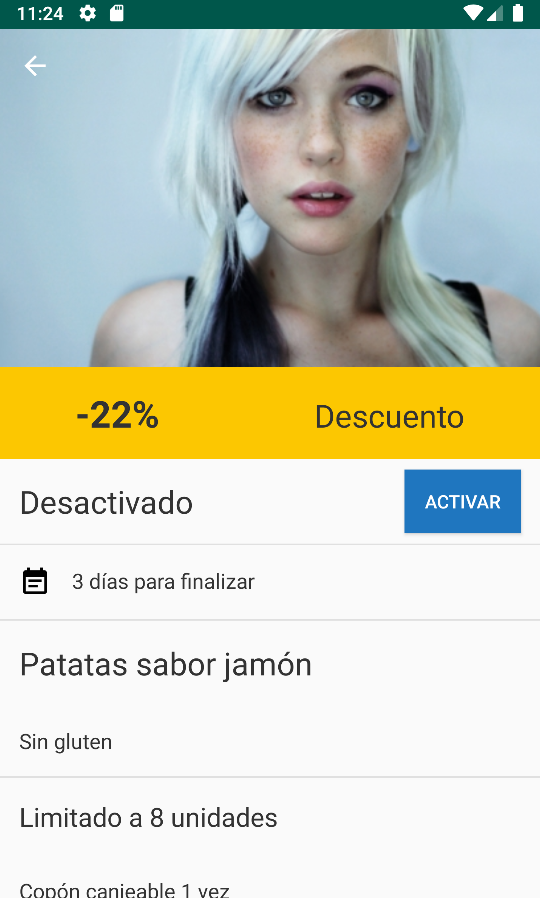 11:24
-22% Descuento
Desactivado ACTIVAR
3 días para finalizar
Patatas sabor jamón
Sin gluten
Limitado a 8 unidades
Copón canjeable 1 vez